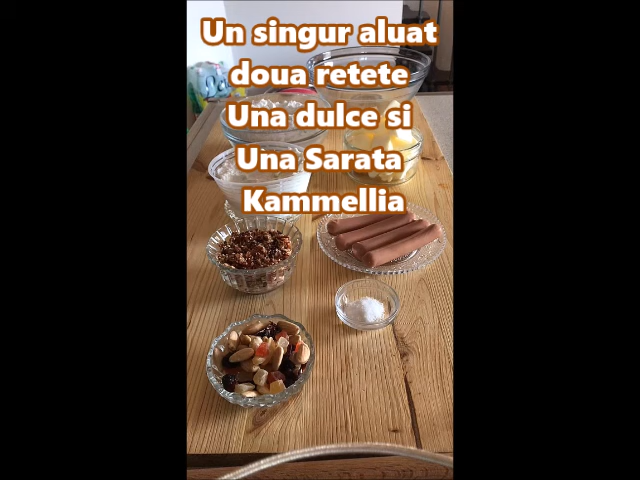 Un singur aluat
doua retete
Una dulce si
Una Sarata
Kammellia